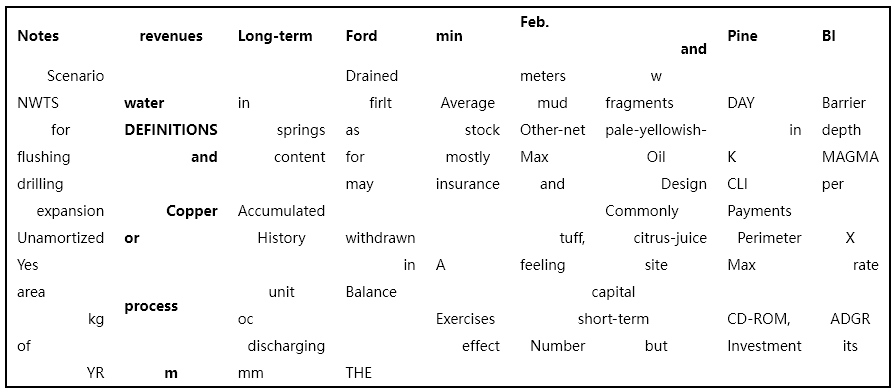 Notes revenues Long-term Ford min Feb. and Pine BI
Scenario Drained meters w
NWTS water in firlt Average mud fragments DAY Barrier
for DEFINITIONS springs as stock Other-net pale-yellowish- in depth
flushing and content for mostly Max Oil K MAGMA
drilling may insurance and Design CLI per
expansion Copper Accumulated Commonly Payments
Unamortized or History withdrawn tuff, citrus-juice Perimeter X
Yes in A feeling site Max rate
area process unit Balance capital
kg oc Exercises short-term CD-ROM, ADGR
of discharging effect Number but Investment its
YR m mm THE